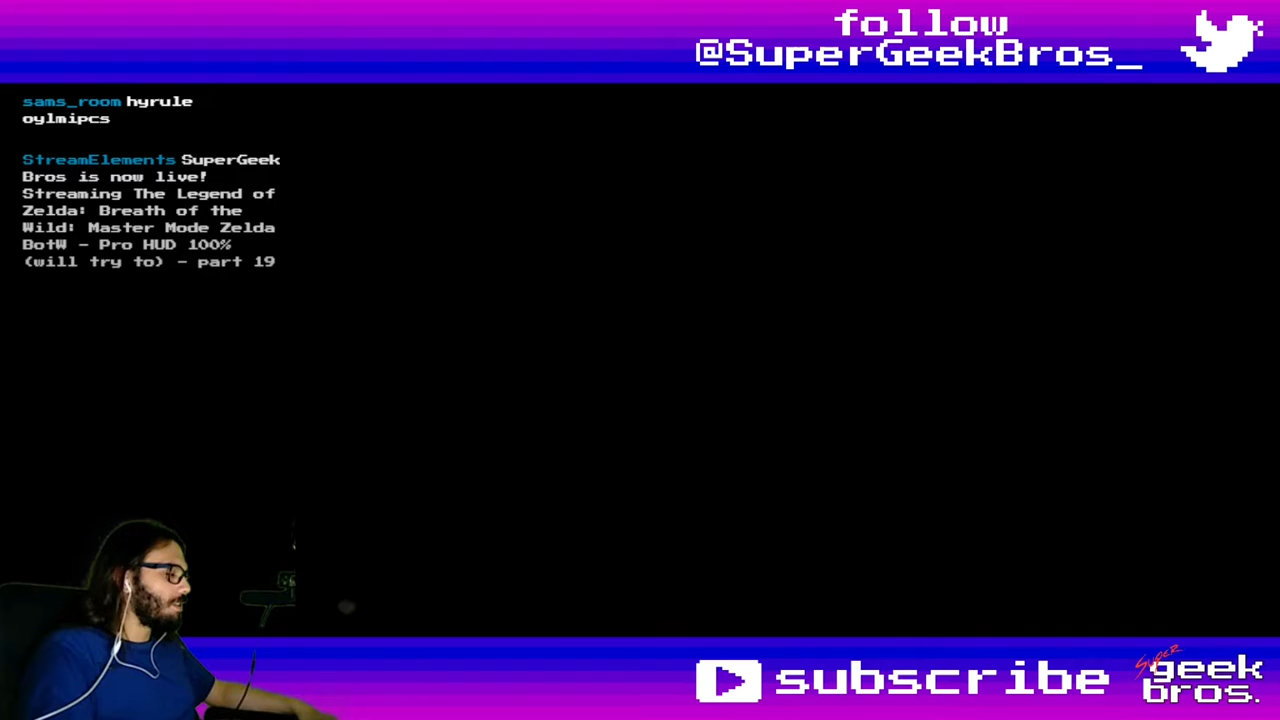 follow
@SuperGeekBros_
sams_room hyrule
oylmipcs
StreamElements SuperGeek
Bros is now live!
Streaming The Legend of
Zelda: Breath of the
Wild: Master Mode Zelda
BotW - Pro HUD 100%
(will try to) - part 19
subscribe
super
geek
bros.